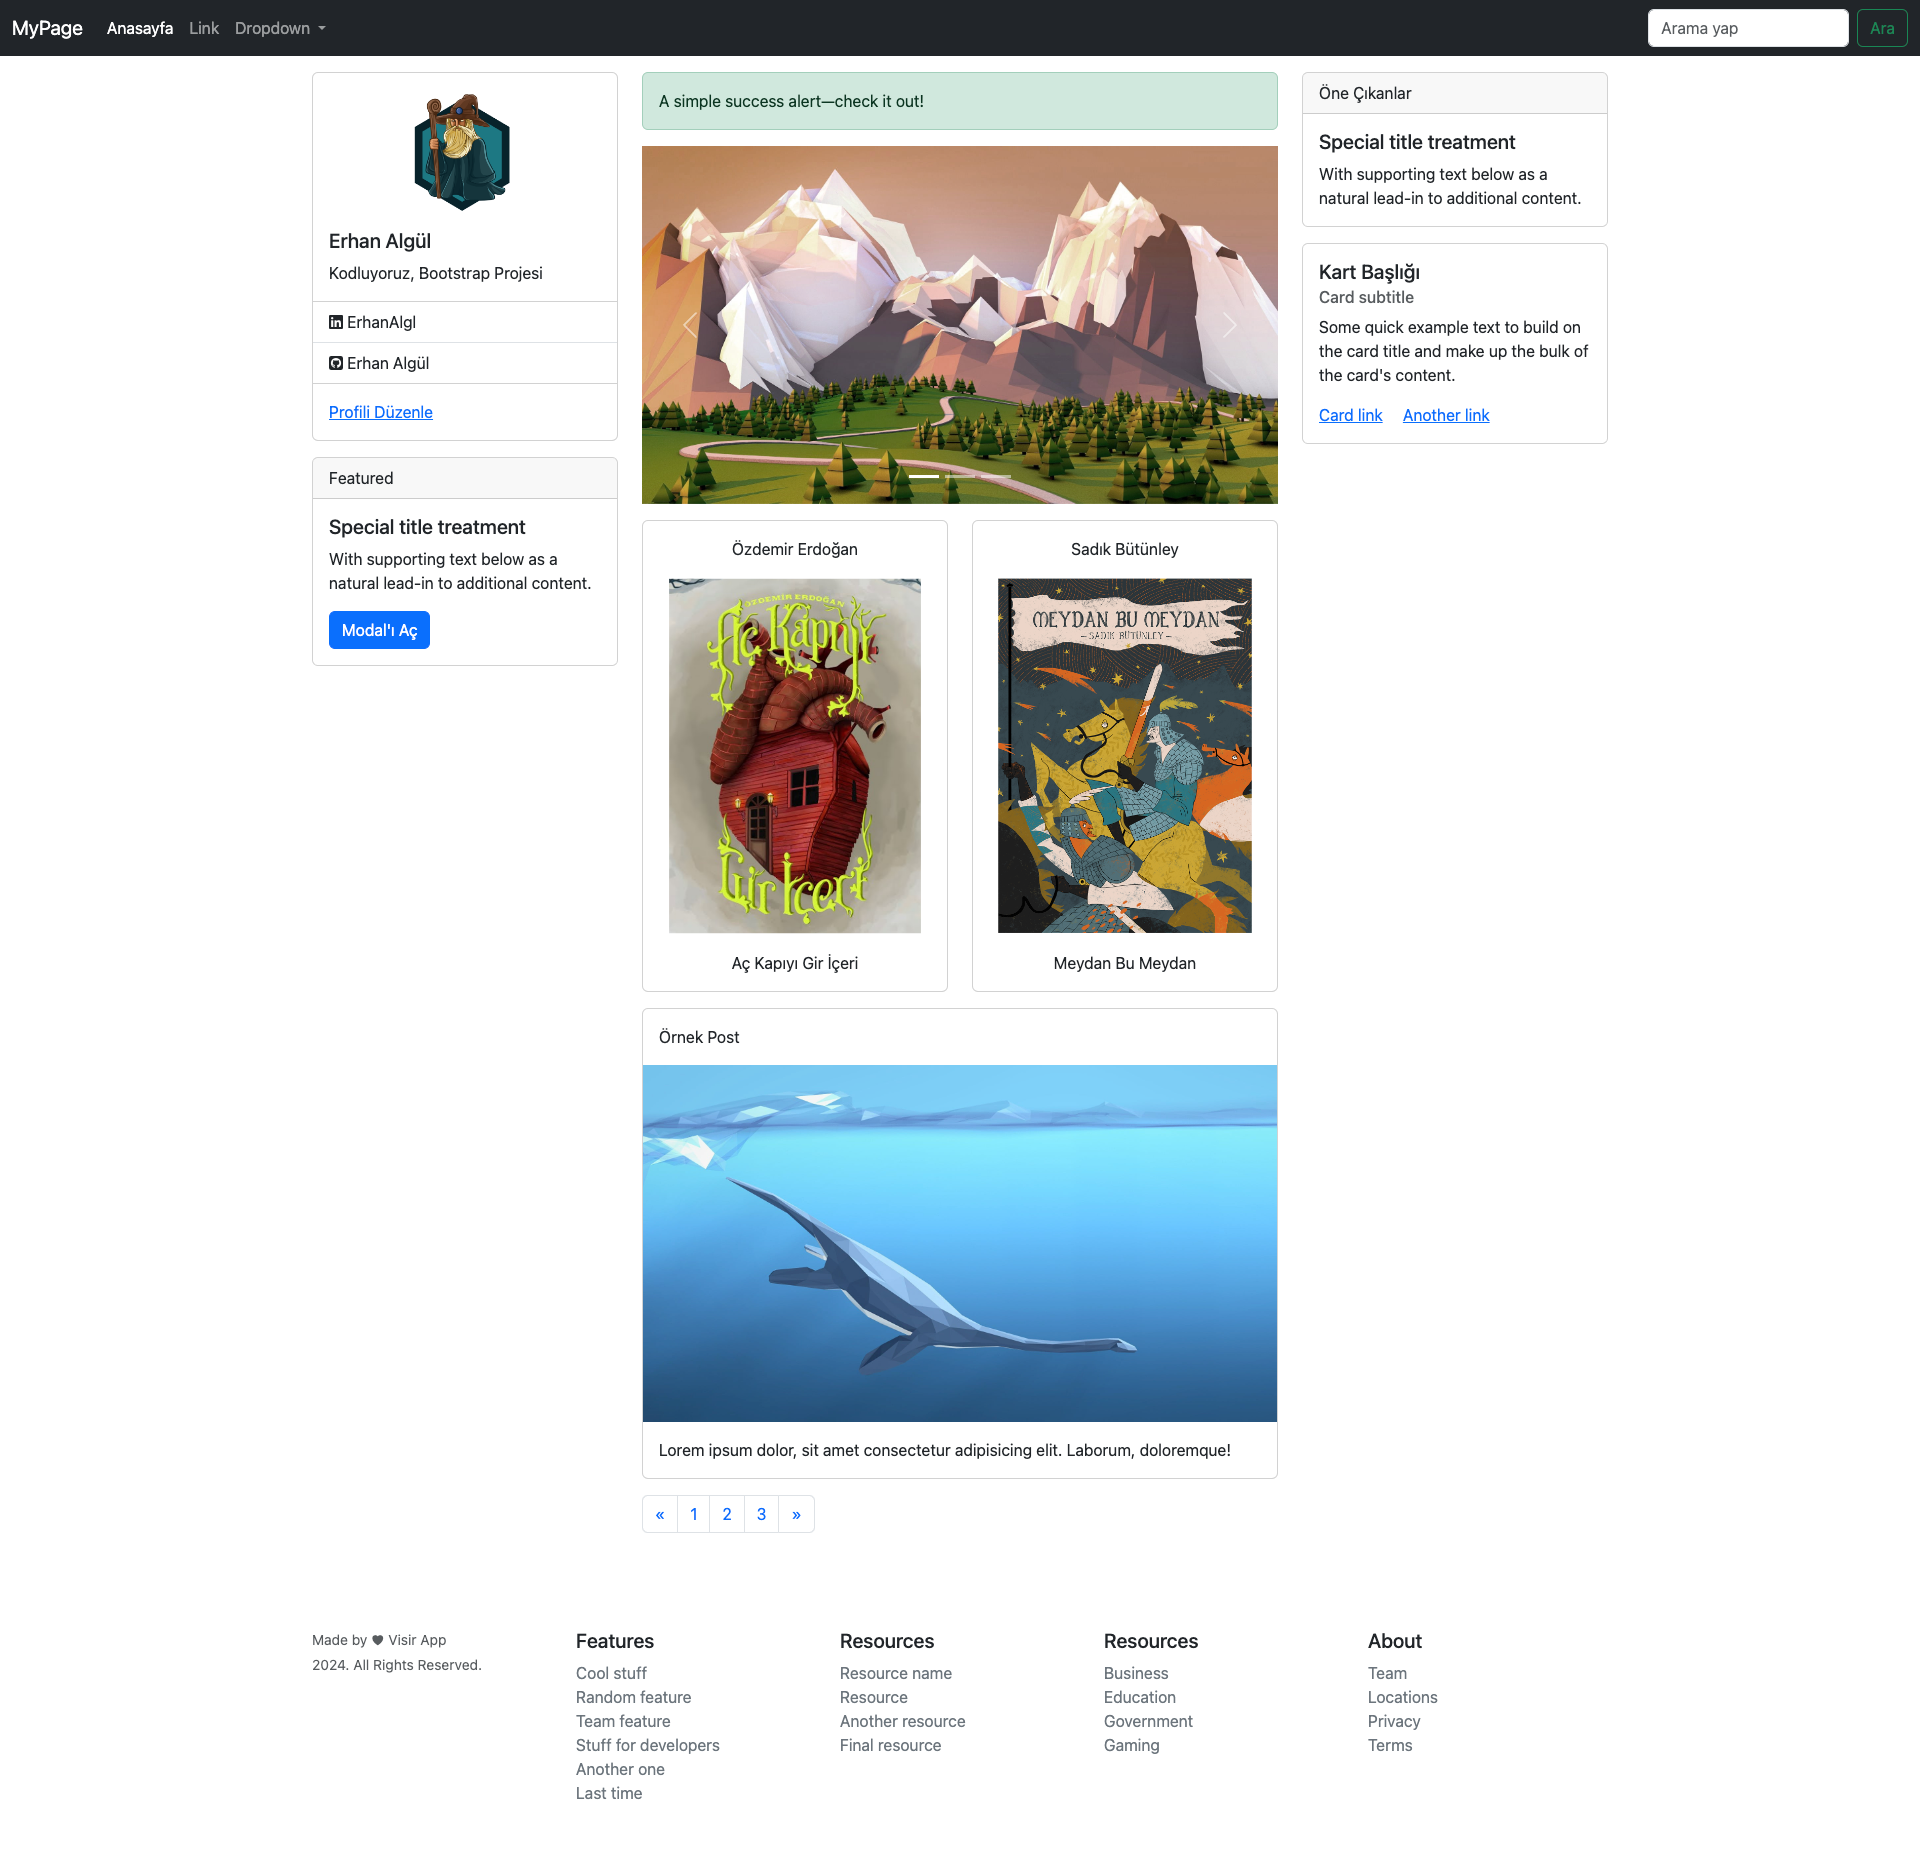 MyPage Anasayfa Link Dropdown Arama yap Ara
Erhan Algül
Kodluyoruz, Bootstrap Projesi
ErhanAlgl
Erhan Algül
Profili Düzenle
Featured
Special title treatment
With supporting text below as a
natural lead-in to additional content.
Modal'ı Aç
A simple success alert—check it out!
Özdemir Erdoğan
ÖZDEMİR ERDOĞAN
Aç Kapıyı
Gir İçeri
Aç Kapıyı Gir İçeri
Sadık Bütünley
MEYDAN BU MEYDAN
- SADIK BÜTÜNLEY -
Meydan Bu Meydan
Örnek Post
Lorem ipsum dolor, sit amet consectetur adipisicing elit. Laborum, doloremque!
« 1 2 3 »
Öne Çıkanlar
Special title treatment
With supporting text below as a
natural lead-in to additional content.
Kart Başlığı
Card subtitle
Some quick example text to build on
the card title and make up the bulk of
the card's content.
Card link Another link
Made by ♥ Visir App
2024. All Rights Reserved.
Features
Cool stuff
Random feature
Team feature
Stuff for developers
Another one
Last time
Resources
Resource name
Resource
Another resource
Final resource
Resources
Business
Education
Government
Gaming
About
Team
Locations
Privacy
Terms